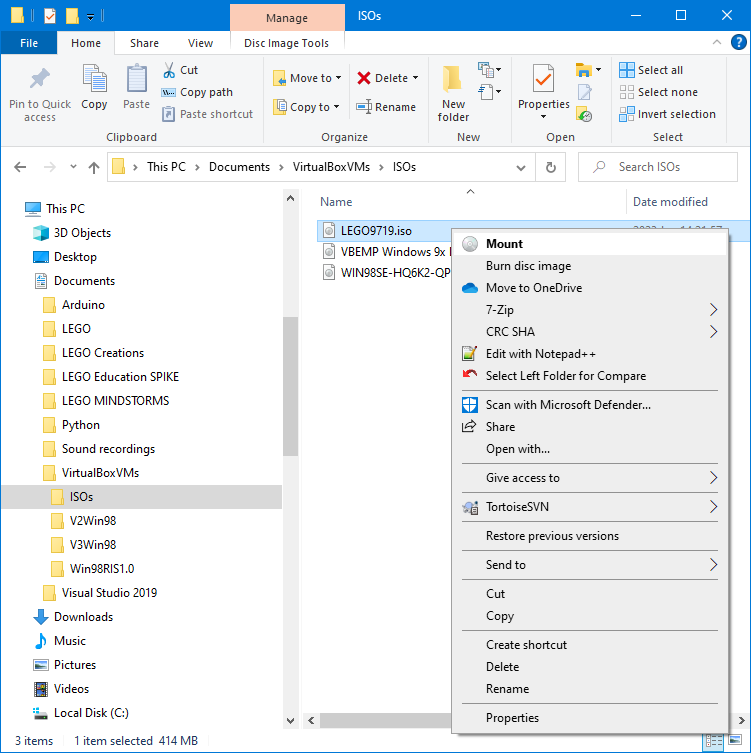 Manage
ISOs
File
Home
Share
View
Disc Image Tools
Pin to Quick access
Copy
Paste
Cut
Copy path
Paste shortcut
Clipboard
Move to
Copy to
Delete
Rename
Organize
New folder
New
Properties
Open
Select all
Select none
Invert selection
Select
This PC > Documents > VirtualBoxVMs > ISOs
Search ISOs
This PC
3D Objects
Desktop
Documents
Arduino
LEGO
LEGO Creations
LEGO Education SPIKE
LEGO MINDSTORMS
Python
Sound recordings
VirtualBoxVMs
ISOs
V2Win98
V3Win98
Win98RIS1.0
Visual Studio 2019
Downloads
Music
Pictures
Videos
Local Disk (C:)
Name
Date modified
LEGO9719.iso
VBEMP Windows 9x
WIN98SE-HQ6K2-QP
Mount
Burn disc image
Move to OneDrive
7-Zip
CRC SHA
Edit with Notepad++
Select Left Folder for Compare
Scan with Microsoft Defender...
Share
Open with...
Give access to
TortoiseSVN
Restore previous versions
Send to
Cut
Copy
Create shortcut
Delete
Rename
Properties
3 items
1 item selected 414 MB